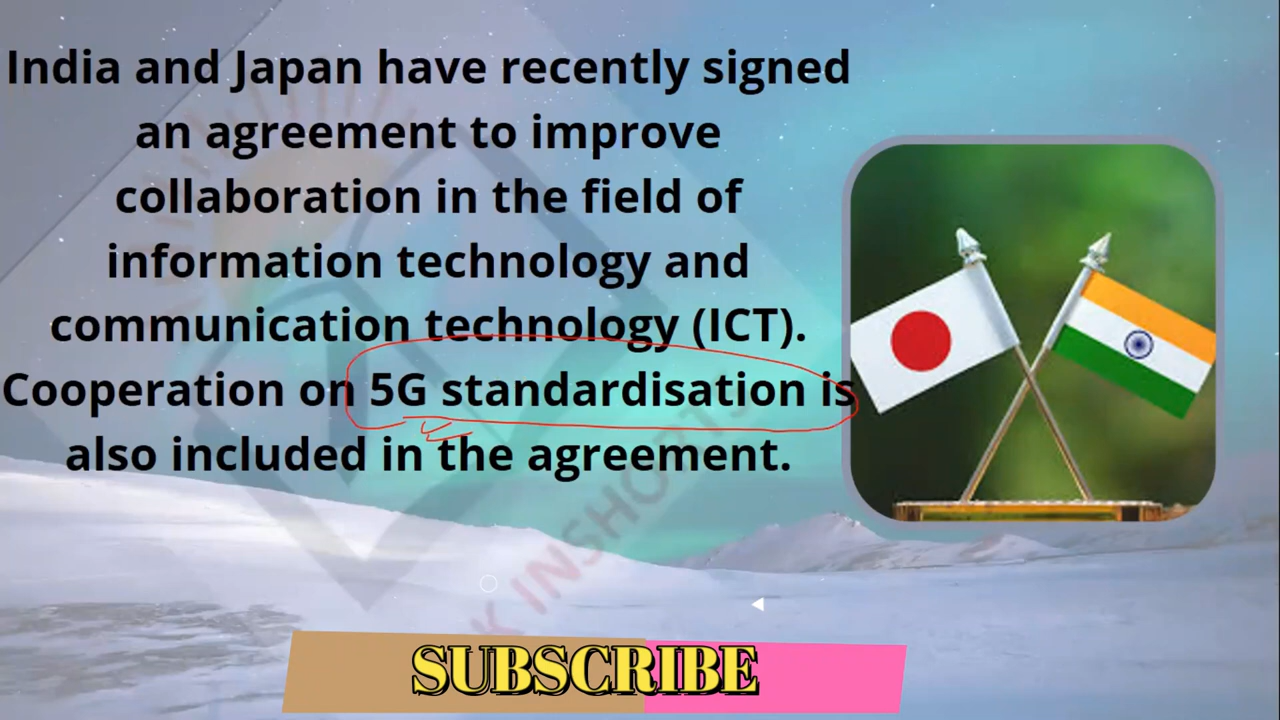 India and Japan have recently signed
an agreement to improve
collaboration in the field of
information technology and
communication technology (ICT).
Cooperation on 5G standardisation is
also included in the agreement.
K INSHORTS
SUBSCRIBE